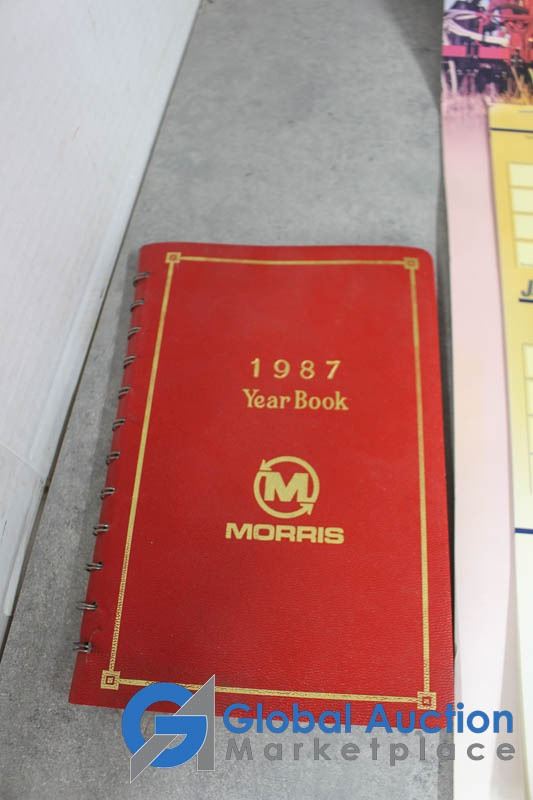 1987
Year Book
M
MORRIS
J
Global Auction
Marketplace